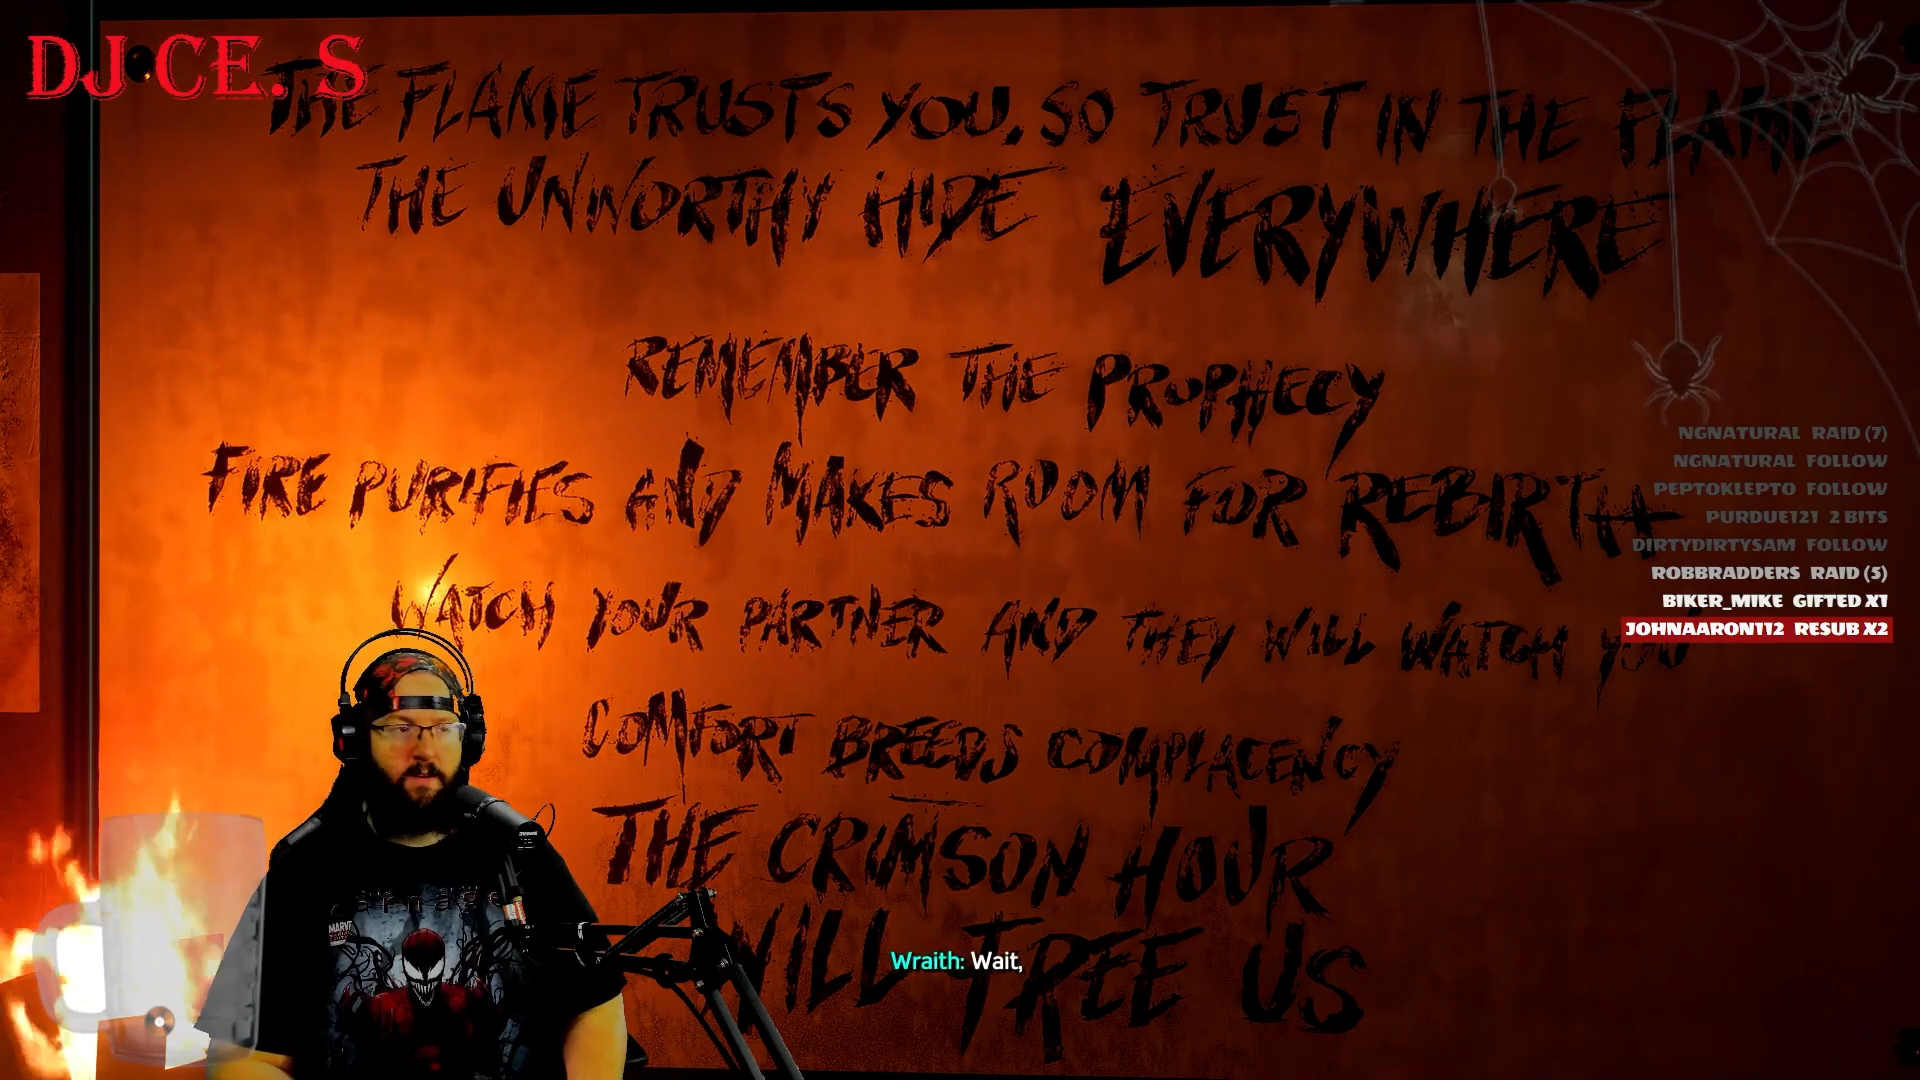 DJ CE. S
THE FLAME TRUSTS YOU, SO TRUST IN THE FLAME
THE UNWORTHY HIDE EVERYWHERE
REMEMBER THE PROPHECY
FIRE PURIFIES AND MAKES ROOM FOR REBIRTH
WATCH YOUR PARTNER AND THEY WILL WATCH YOU
COMFORT BREEDS COMPLACENCY
THE CRIMSON HOUR
WILL FREE US
NGNATURAL RAID (7)
NGNATURAL FOLLOW
PEPTOKLEPTO FOLLOW
PURDUE121 2 BITS
DIRTYDIRTYSAM FOLLOW
ROBBRADDERS RAID (5)
BIKER_MIKE GIFTED X1
JOHNAARON112 RESUB X2
carnage
MARVEL
Wraith: Wait,